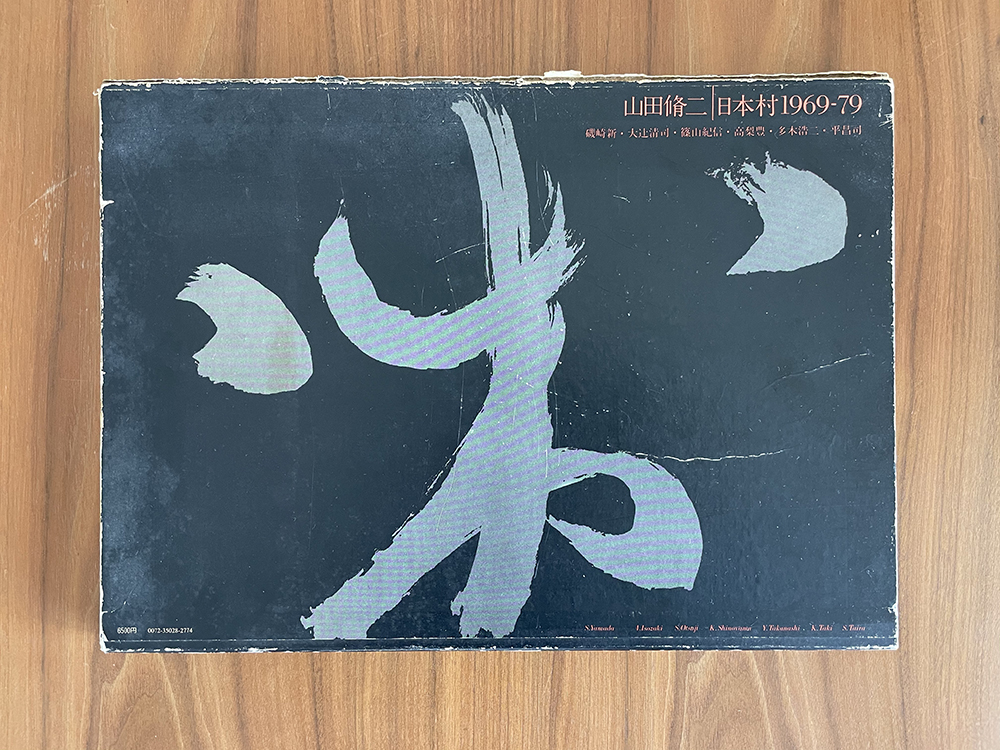 山田脩二|日本村1969-79
磯崎新・大辻清司・篠山紀信・高梨豊・多木浩二・平昌司
6500円 0072-35028-2774
S.Yamada I.Isozaki S.Otsuji K.Shinoyama Y.Takanashi K.Taki S.Taira